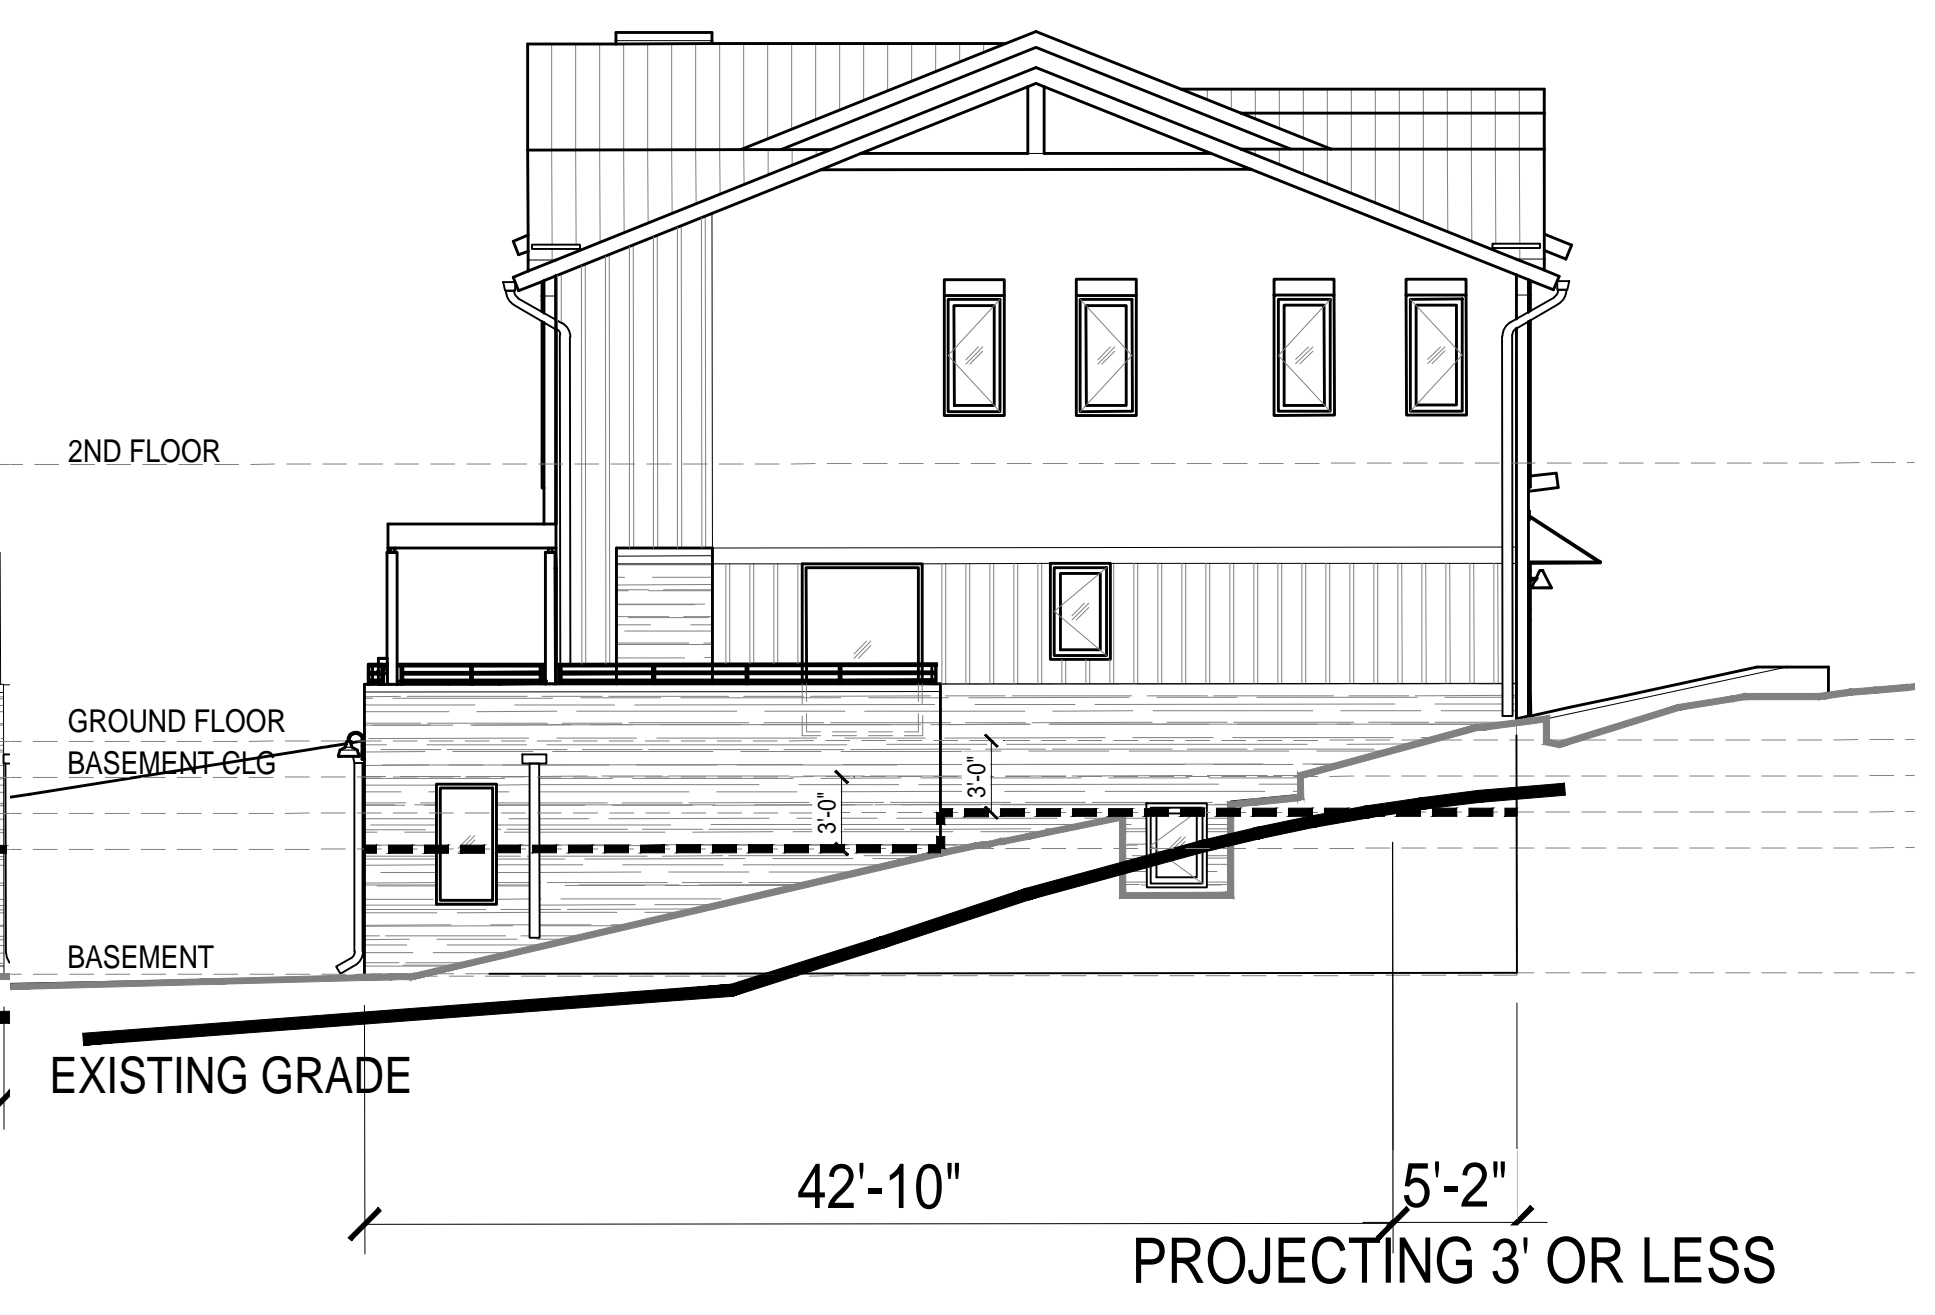 2ND FLOOR
GROUND FLOOR
BASEMENT CLG
3'-0"
3'-0"
BASEMENT
EXISTING GRADE
42'-10"
5'-2"
PROJECTING 3' OR LESS